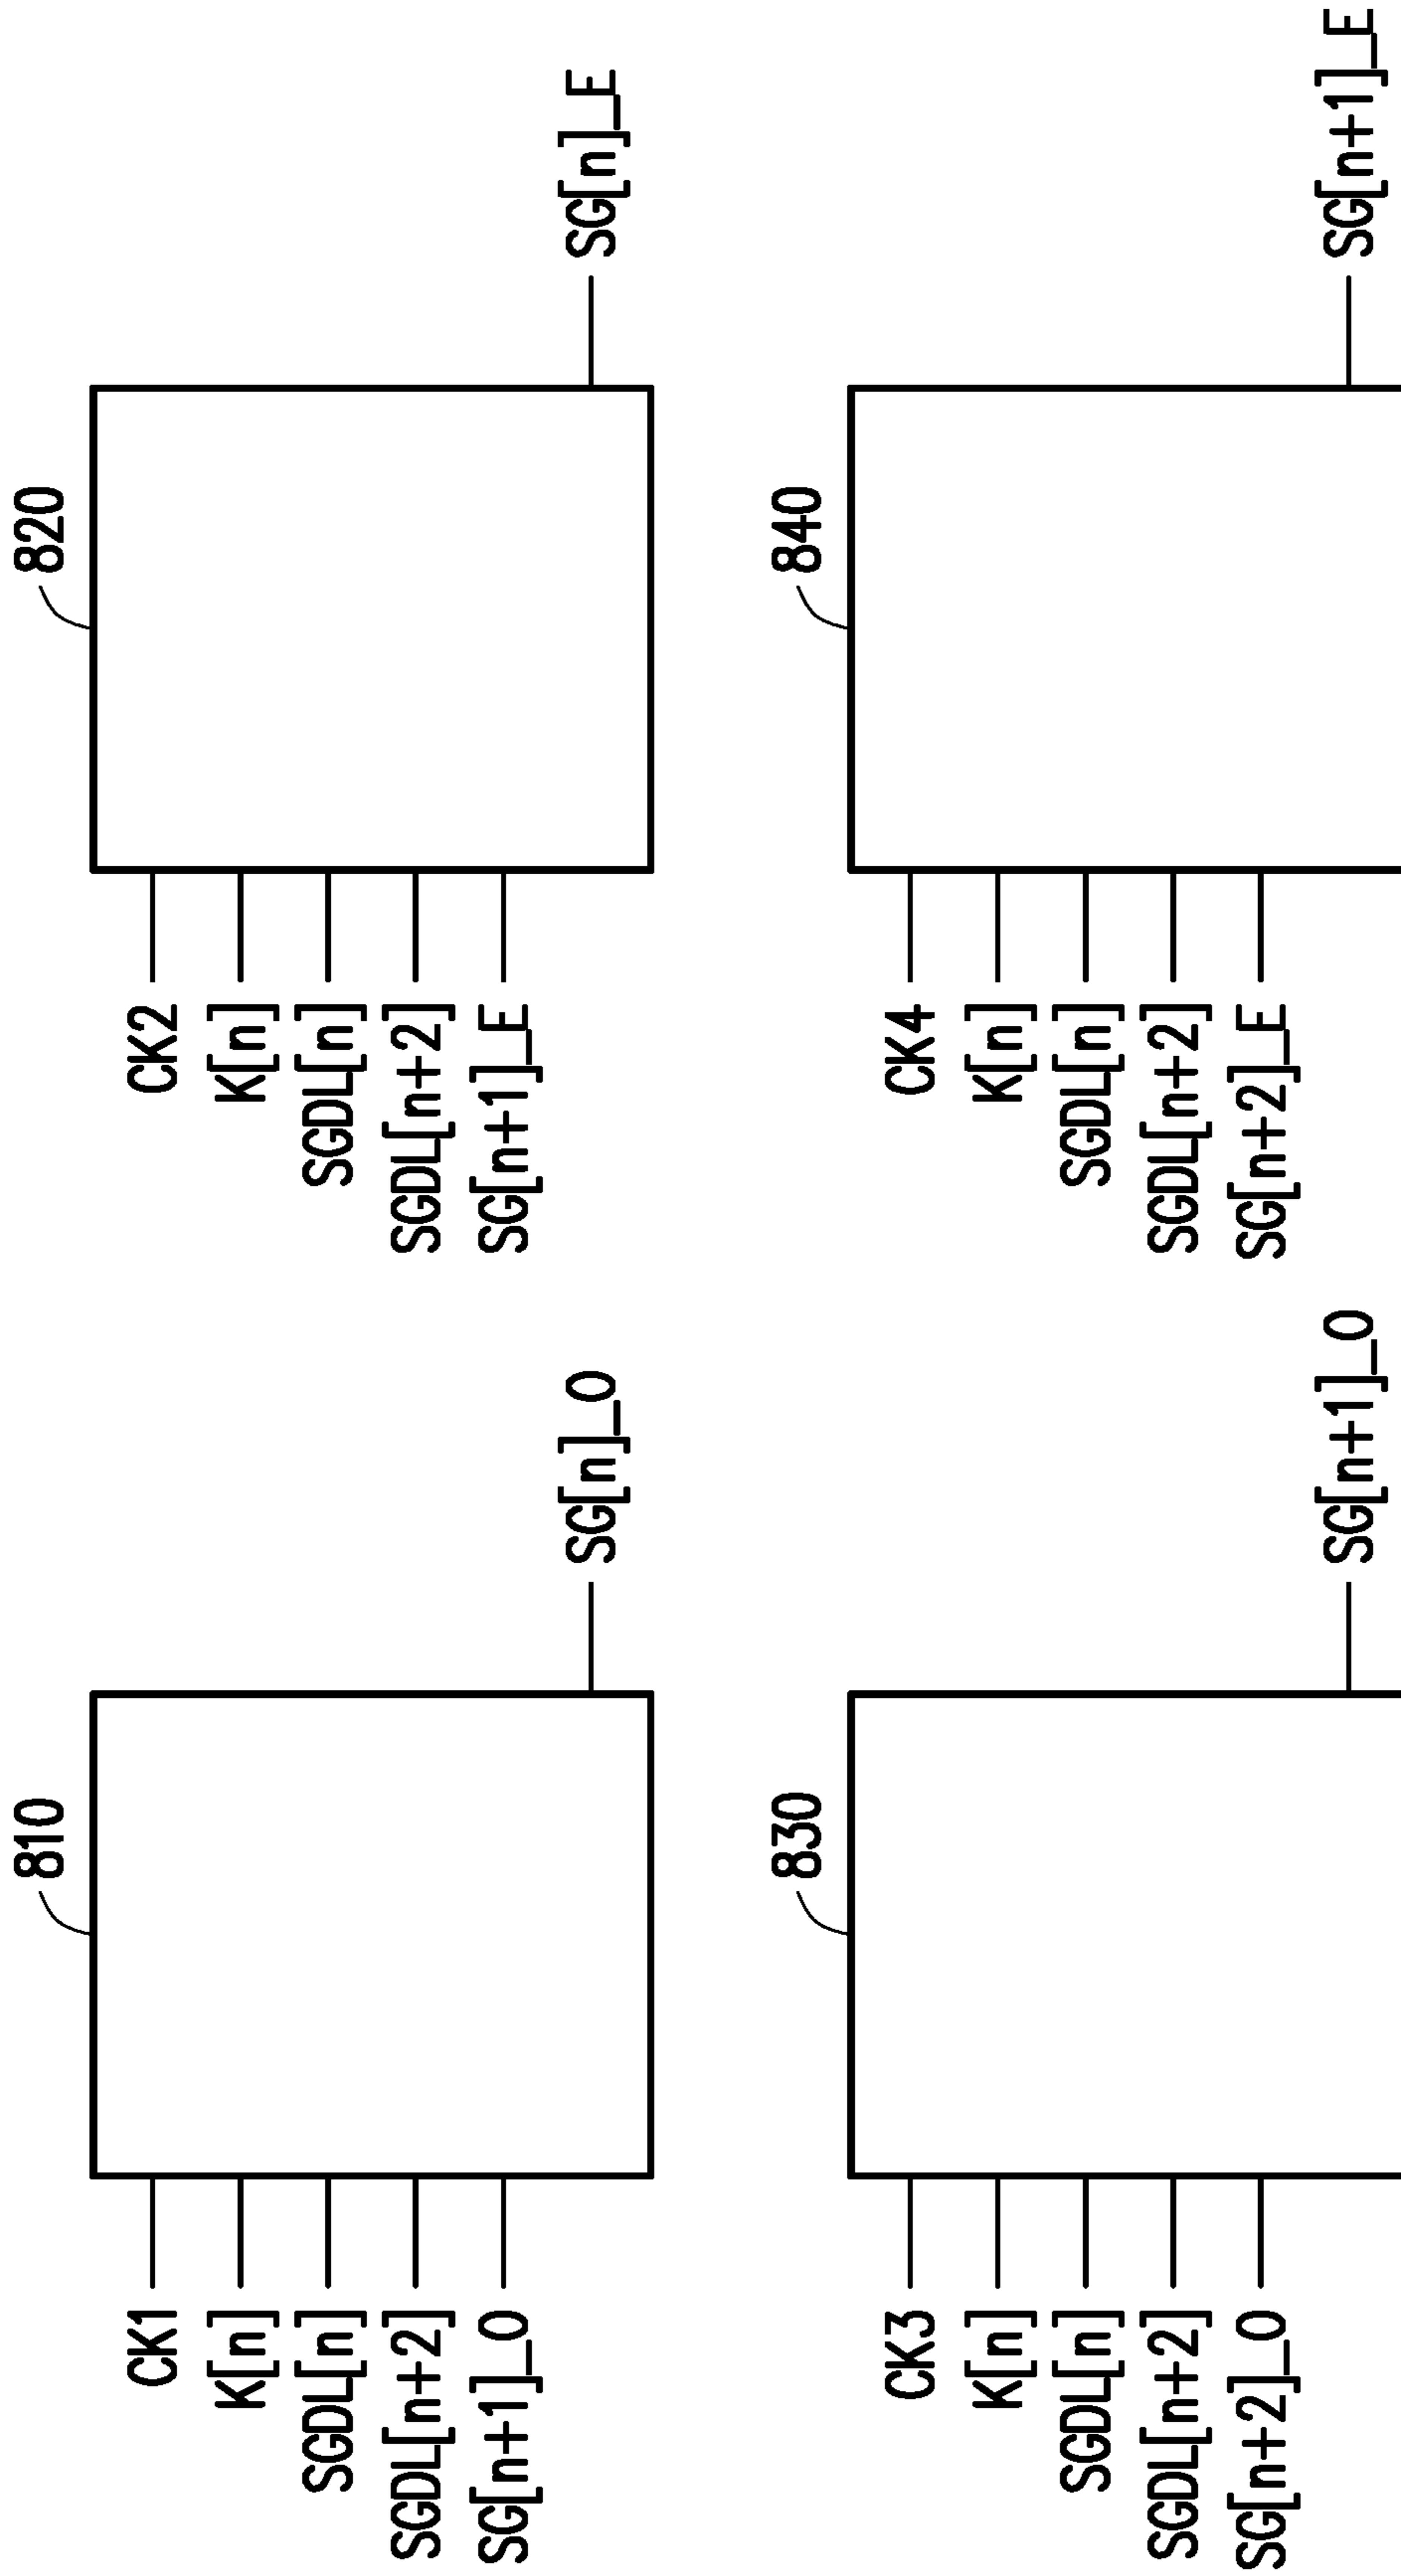 810
CK1
K[n]
SGDL[n]
SGDL[n+2]
SG[n+1]_O
SG[n]_O
820
CK2
K[n]
SGDL[n]
SGDL[n+2]
SG[n+1]_E
SG[n]_E
830
CK3
K[n]
SGDL[n]
SGDL[n+2]
SG[n+2]_O
SG[n+1]_O
840
CK4
K[n]
SGDL[n]
SGDL[n+2]
SG[n+2]_E
SG[n+1]_E